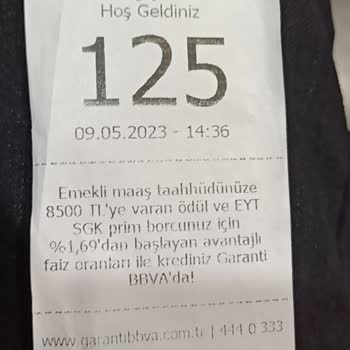 Hoş Geldiniz
125
09.05.2023 - 14:36
Emekli maaş taahhüdünüze
8500 TL'ye varan ödül ve EYT
SGK prim borcunuz için
%1,69'dan başlayan avantajlı
faiz oranları ile krediniz Garanti
BBVA'da!
www.garantibbva.com.tr | 444 0 333